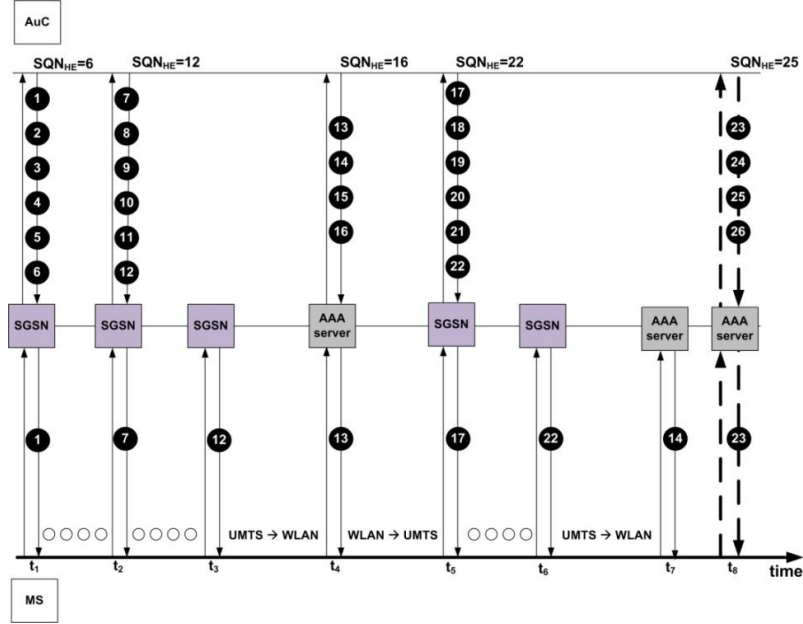 AuC
SQNHE=6
SQNHE=12
SQNHE=16
SQNHE=22
SQNHE=25
1
2
3
4
5
6
7
8
9
10
11
12
13
14
15
16
17
18
19
20
21
22
23
24
25
26
SGSN
SGSN
SGSN
AAA
server
SGSN
SGSN
AAA
server
AAA
server
1
7
12
13
17
22
14
23
UMTS → WLAN
WLAN → UMTS
UMTS → WLAN
t1
t2
t3
t4
t5
t6
t7
t8
time
MS